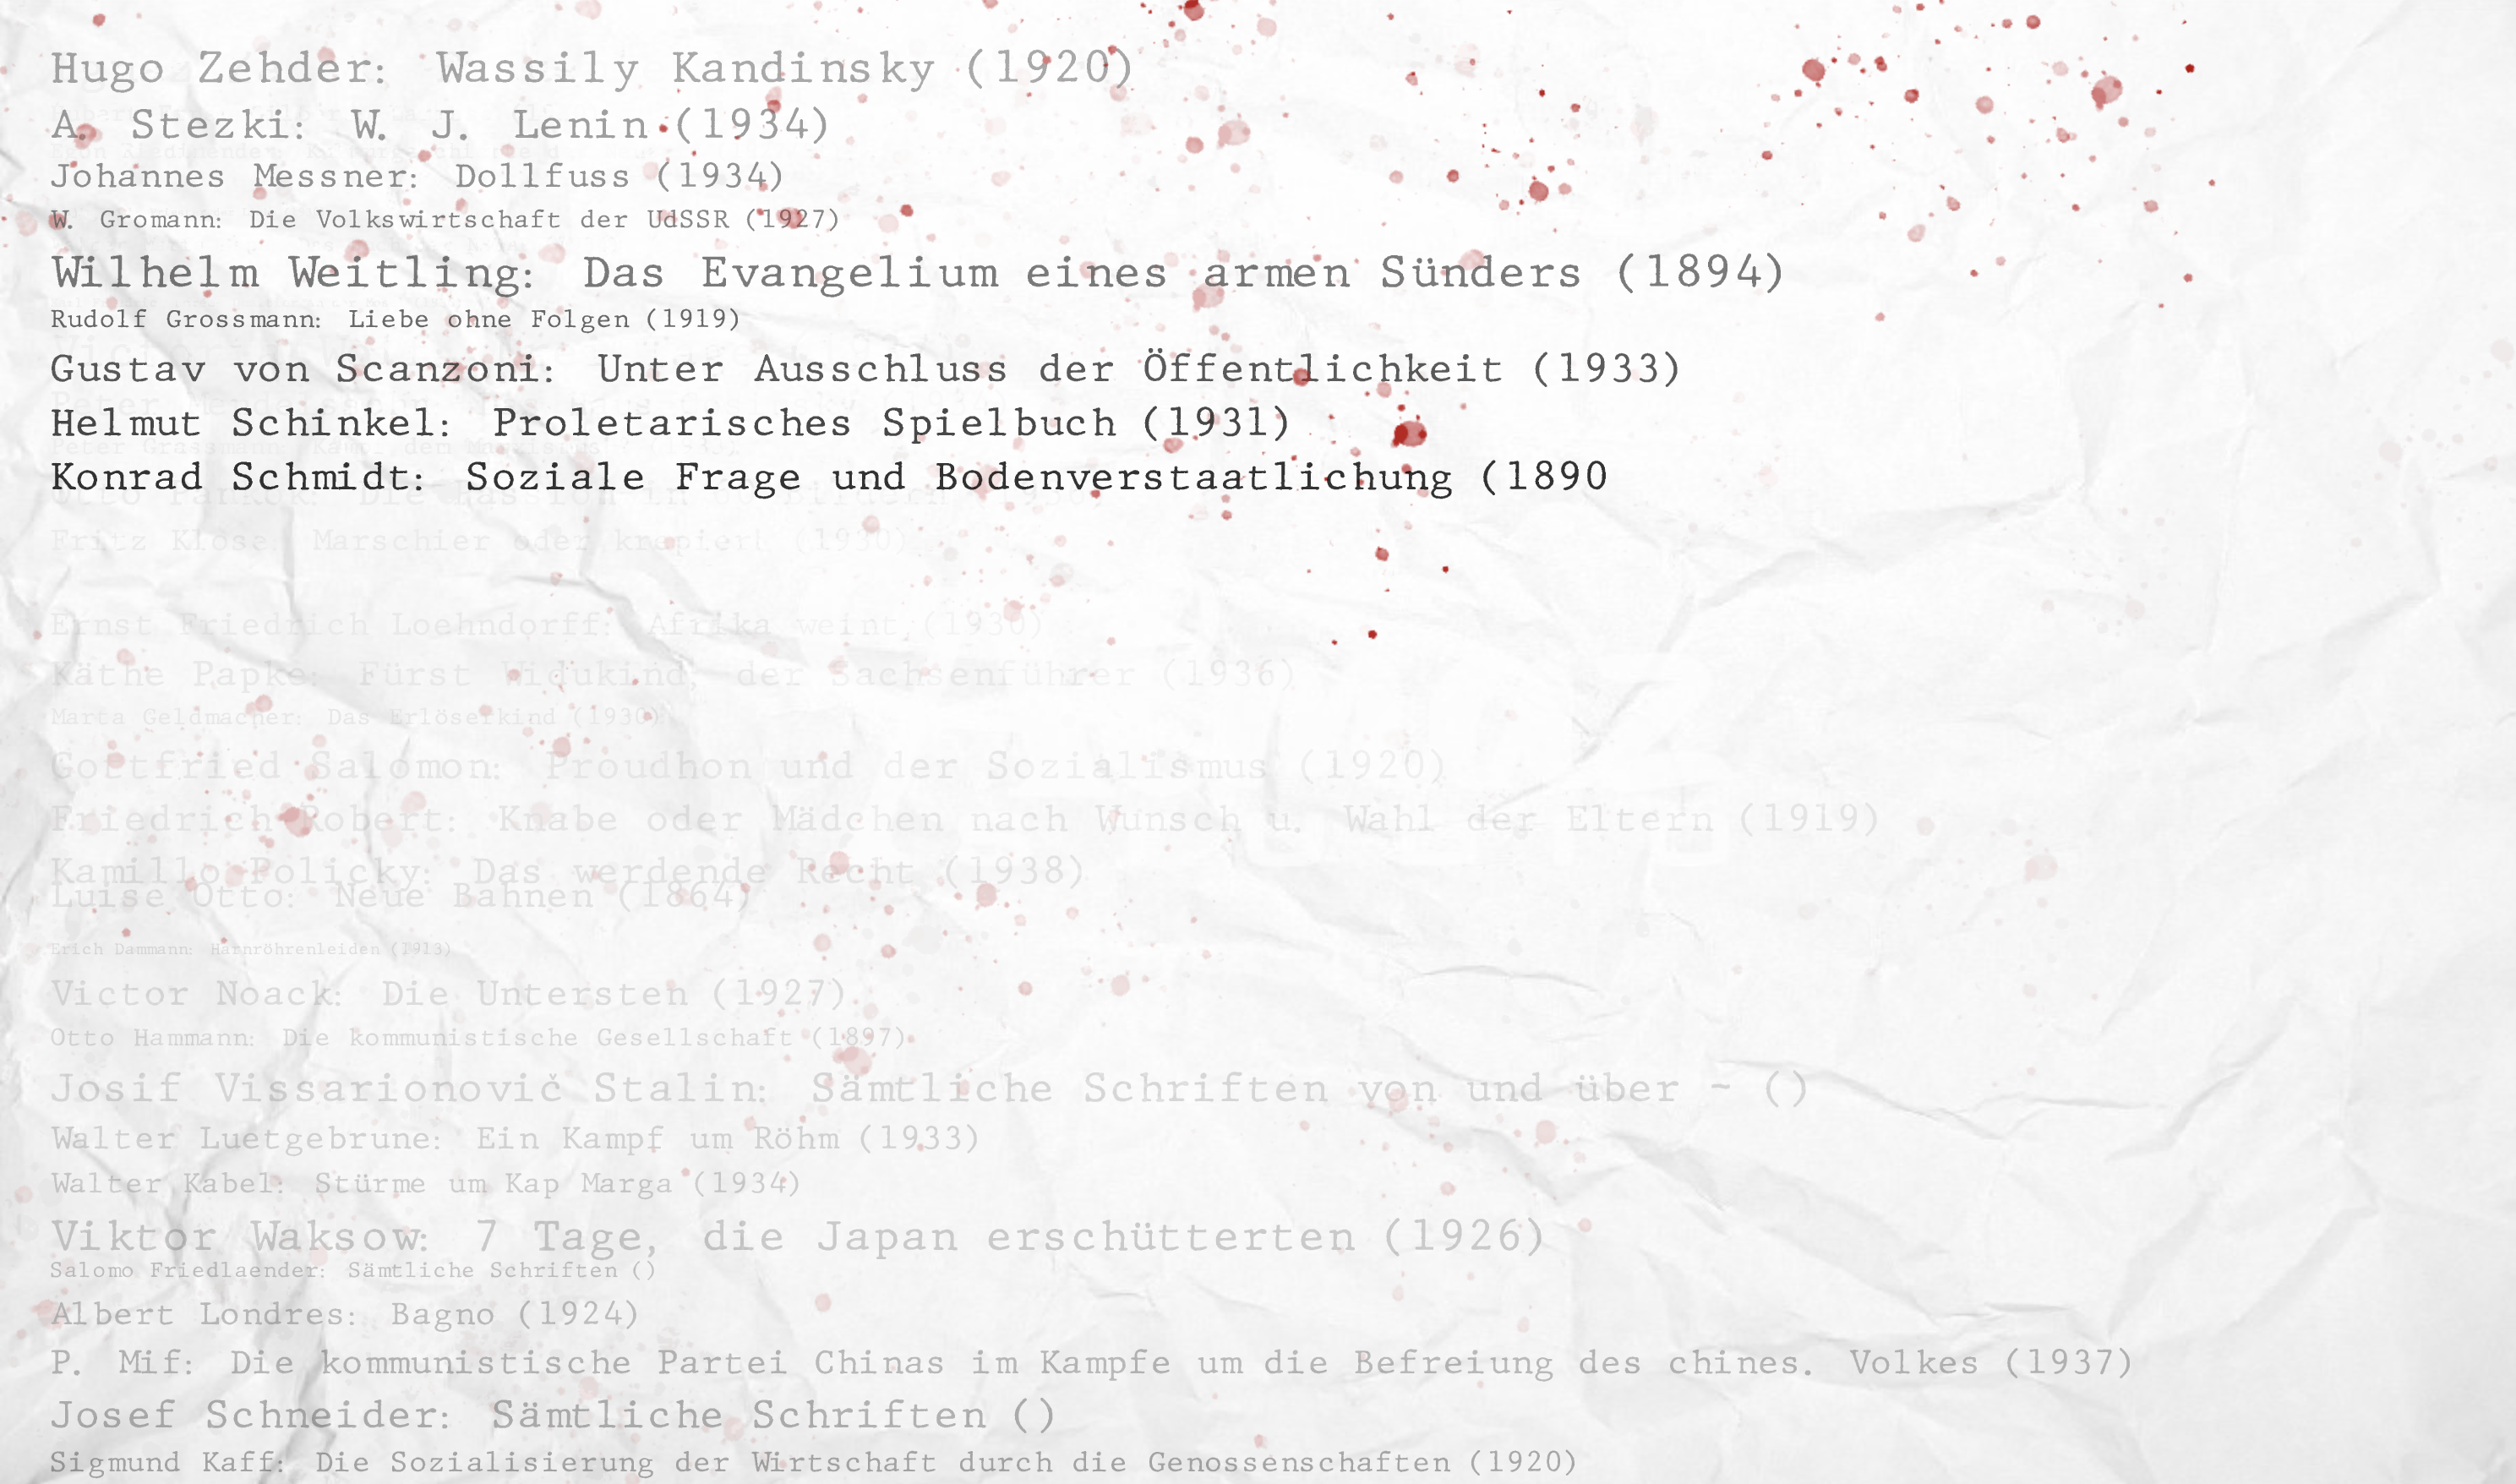 Hugo Zehder: Wassily Kandinsky (1920)
A. Stezki: W. J. Lenin (1934)
Johannes Messner: Dollfuss (1934)
W. Gromann: Die Volkswirtschaft der UdSSR (1927)
Wilhelm Weitling: Das Evangelium eines armen Sünders (1894)
Rudolf Grossmann: Liebe ohne Folgen (1919)
Gustav von Scanzoni: Unter Ausschluss der Öffentlichkeit (1933)
Helmut Schinkel: Proletarisches Spielbuch (1931)
Konrad Schmidt: Soziale Frage und Bodenverstaatlichung (1890
Fritz Klose: Marschier oder krepier! (1930)
Ernst Friedrich Loehndorff: Afrika weint (1930)
Käthe Papke: Fürst Widukind, der Sachsenführer (1936)
Marta Geldmacher: Das Erlöserkind (1930)
Gottfried Salomon: Proudhon und der Sozialismus (1920)
Friedrich Robert: Knabe oder Mädchen nach Wunsch u. Wahl der Eltern (1919)
Kamillo Policky: Das werdende Recht (1938)
Luise Otto: Neue Bahnen (1864)
Erich Dammann: Harnröhrenleiden (1913)
Victor Noack: Die Untersten (1927)
Otto Hammann: Die kommunistische Gesellschaft (1897)
Josif Vissarionovič Stalin: Sämtliche Schriften von und über ~ ()
Walter Luetgebrune: Ein Kampf um Röhm (1933)
Walter Kabel: Stürme um Kap Marga (1934)
Viktor Waksow: 7 Tage, die Japan erschütterten (1926)
Salomo Friedlaender: Sämtliche Schriften ()
Albert Londres: Bagno (1924)
P. Mif: Die kommunistische Partei Chinas im Kampfe um die Befreiung des chines. Volkes (1937)
Josef Schneider: Sämtliche Schriften ()
Sigmund Kaff: Die Sozialisierung der Wirtschaft durch die Genossenschaften (1920)